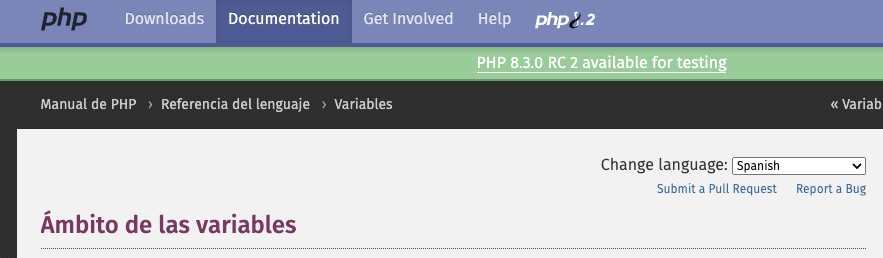 php Downloads Documentation Get Involved Help php8.2
PHP 8.3.0 RC 2 available for testing
Manual de PHP › Referencia del lenguaje › Variables « Variab
Change language: Spanish
Submit a Pull Request Report a Bug
Ámbito de las variables